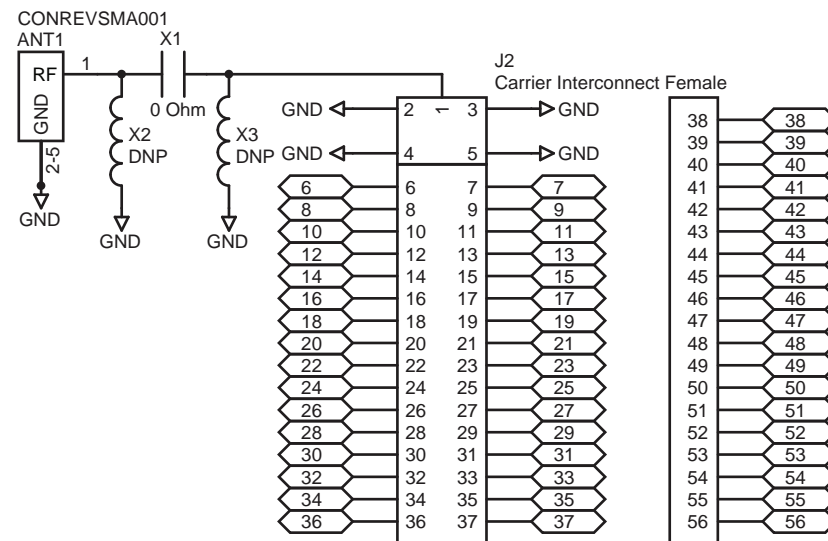 CONREVSMA001
ANT1
X1
RF
1
GND
2-5
GND
0 Ohm
X2
DNP
GND
X3
DNP
GND
J2
Carrier Interconnect Female
1
GND 2 3 GND
GND 4 5 GND
6 6 7 7
8 8 9 9
10 10 11 11
12 12 13 13
14 14 15 15
16 16 17 17
18 18 19 19
20 20 21 21
22 22 23 23
24 24 25 25
26 26 27 27
28 28 29 29
30 30 31 31
32 32 33 33
34 34 35 35
36 36 37 37
38 38
39 39
40 40
41 41
42 42
43 43
44 44
45 45
46 46
47 47
48 48
49 49
50 50
51 51
52 52
53 53
54 54
55 55
56 56